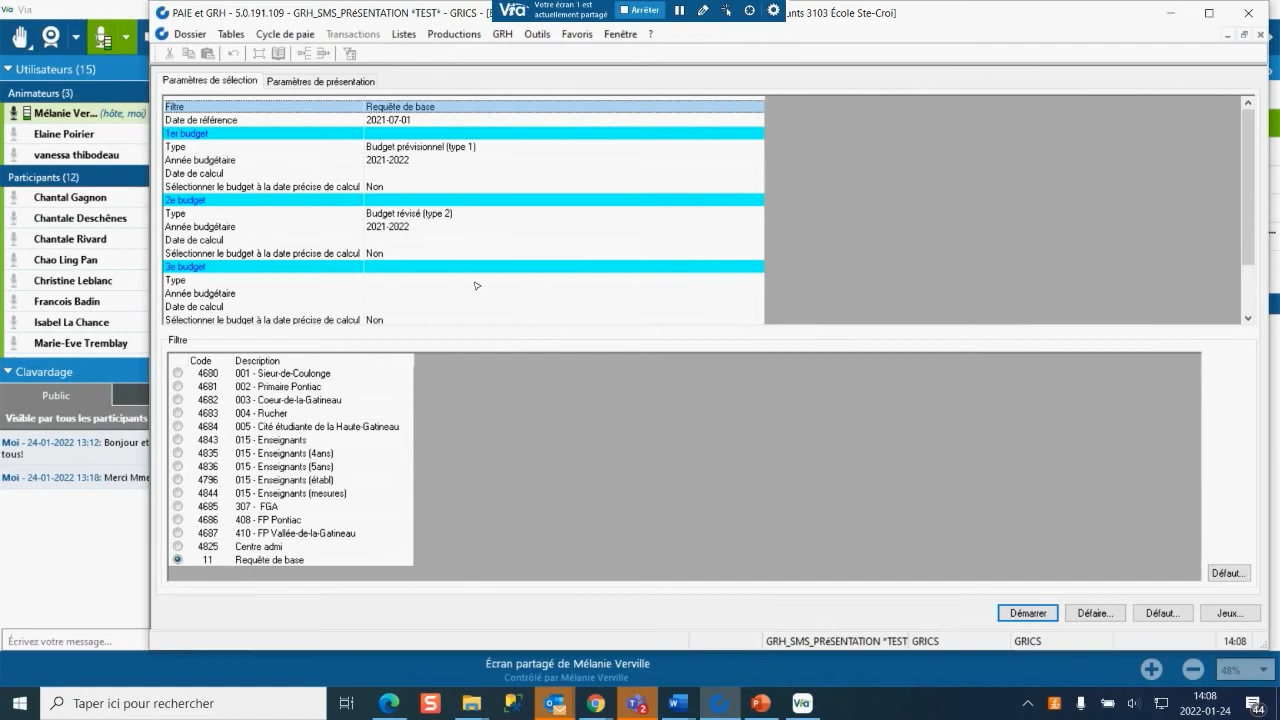 Via
Utilisateurs (15)
Animateurs (3)
Mélanie Ver... (hôte, moi)
Elaine Poirier
vanessa thibodeau
Participants (12)
Chantal Gagnon
Chantale Deschênes
Chantale Rivard
Chao Ling Pan
Christine Leblanc
Francois Badin
Isabel La Chance
Marie-Eve Tremblay
Clavardage
Public
Visible par tous les participants
Moi - 24-01-2022 13:12: Bonjour et
tous!
Moi - 24-01-2022 13:18: Merci Mme
Écrivez votre message...
PAIE et GRH - 5.0.191.109 - GRH_SMS_PRéSENTATION *TEST* - GRICS - [
ants 3103 École Ste-Croi]
Via
Votre écran 1 est
actuellement partagé
Arrêter
Dossier Tables Cycle de paie Transactions Listes Productions GRH Outils Favoris Fenêtre ?
Paramètres de sélection
Paramètres de présentation
Filtre Requête de base
Date de référence 2021-07-01
1er budget
Type Budget prévisionnel (type 1)
Année budgétaire 2021-2022
Date de calcul
Sélectionner le budget à la date précise de calcul Non
2e budget
Type Budget révisé (type 2)
Année budgétaire 2021-2022
Date de calcul
Sélectionner le budget à la date précise de calcul Non
3e budget
Type
Année budgétaire
Date de calcul
Sélectionner le budget à la date précise de calcul Non
Filtre
Code Description
4680 001 - Sieur-de-Coulonge
4681 002 - Primaire Pontiac
4682 003 - Coeur-de-la-Gatineau
4683 004 - Rucher
4684 005 - Cité étudiante de la Haute-Gatineau
4843 015 - Enseignants
4835 015 - Enseignants (4ans)
4836 015 - Enseignants (5ans)
4796 015 - Enseignants (établ)
4844 015 - Enseignants (mesures)
4685 307 - FGA
4686 408 - FP Pontiac
4687 410 - FP Vallée-de-la-Gatineau
4825 Centre admi
11 Requête de base
Défaut...
Démarrer Défaire... Défaut... Jeux...
GRH_SMS_PRéSENTATION *TEST GRICS GRICS 14:08
Écran partagé de Mélanie Verville
Contrôlé par Mélanie Verville
48%
Taper ici pour rechercher
14:08
2022-01-24